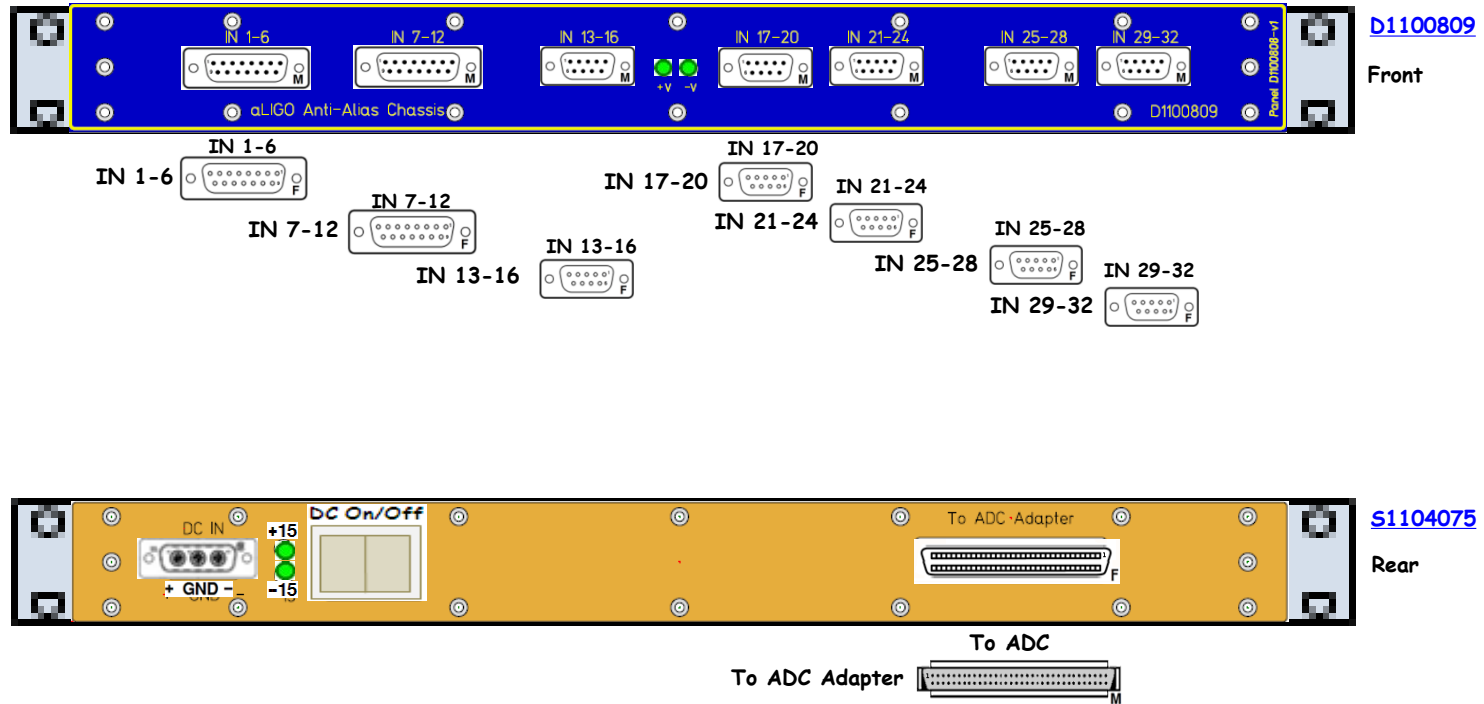 IN 1-6
IN 7-12
IN 13-16
IN 17-20
IN 21-24
IN 25-28
IN 29-32
D1100809
M
M
M
M
M
M
M
+V -V
Front
aLIGO Anti-Alias Chassis
D1100809
Panel D1100808-v1
IN 1-6
IN 1-6
F
IN 7-12
IN 7-12
F
IN 13-16
IN 13-16
F
IN 17-20
IN 17-20
F
IN 21-24
IN 21-24
F
IN 25-28
IN 25-28
F
IN 29-32
IN 29-32
F
DC IN
+15
DC On/Off
To ADC-Adapter
S1104075
1
F
Rear
+ GND -
-15
To ADC
To ADC Adapter
1
M